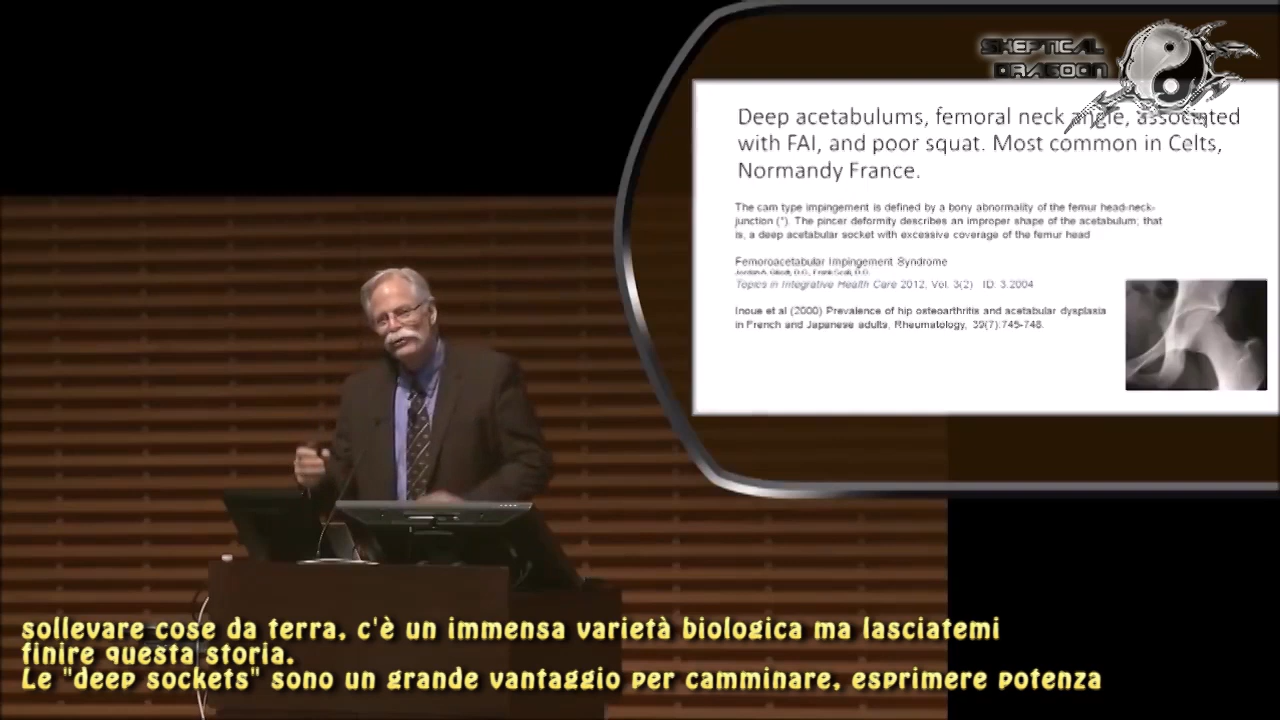 SKEPTICAL
DRAGOON
Deep acetabulums, femoral neck angle, associated
with FAI, and poor squat. Most common in Celts,
Normandy France.
The cam type impingement is defined by a bony abnormality of the femur head-neck-
junction (*). The pincer deformity describes an improper shape of the acetabulum; that
is, a deep acetabular socket with excessive coverage of the femur head
Femoroacetabular Impingement Syndrome
Topics in Integrative Health Care 2012, Vol. 3(2) ID: 3.2004
Inoue et al (2000) Prevalence of hip osteoarthritis and acetabular dysplasia
in French and Japanese adults, Rheumatology, 39(7):745-748.
sollevare cose da terra, c'è un immensa varietà biologica ma lasciatemi
finire questa storia.
Le "deep sockets" sono un grande vantaggio per camminare, esprimere potenza